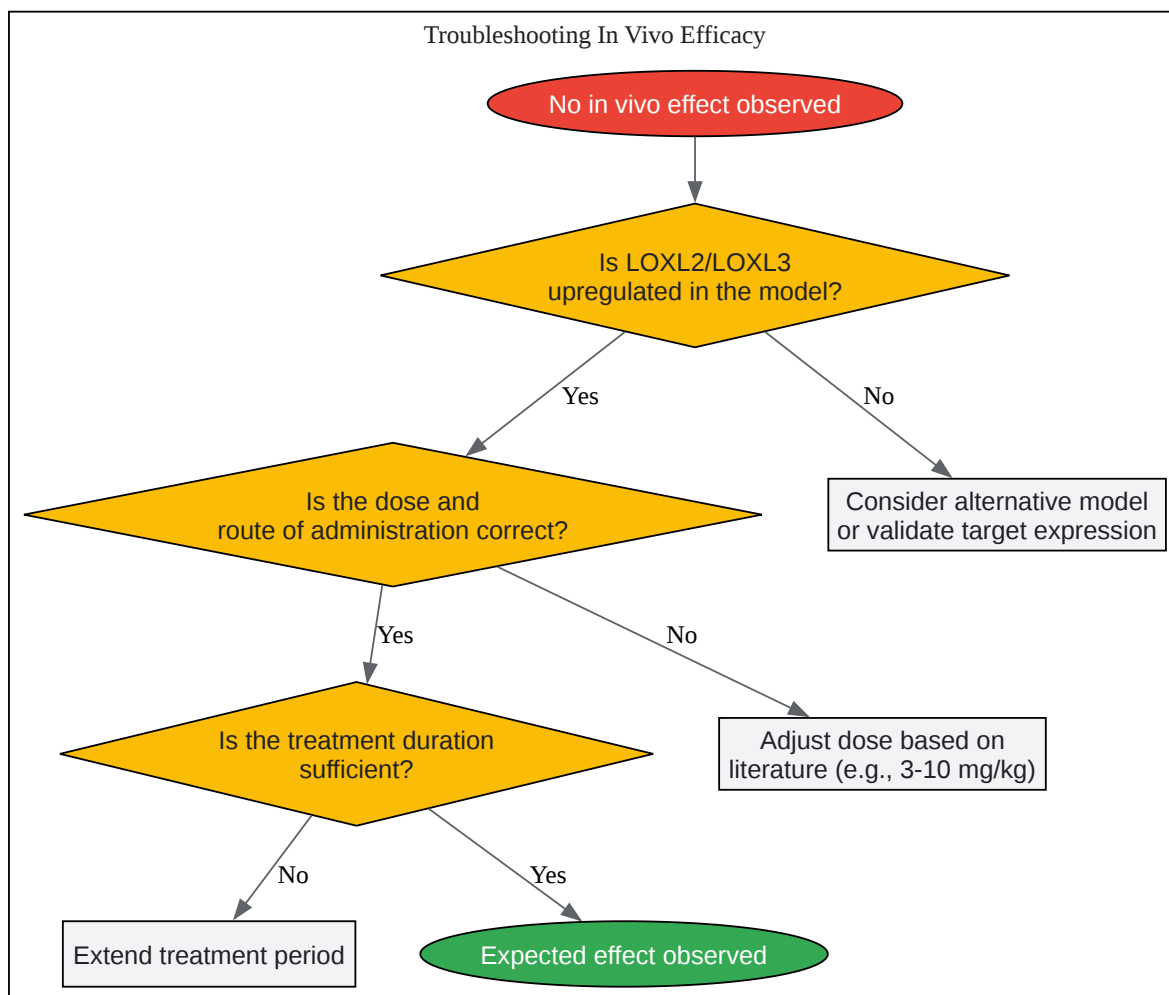 Troubleshooting In Vivo Efficacy
No in vivo effect observed
Is LOXL2/LOXL3
upregulated in the model?
Yes
No
Is the dose and
route of administration correct?
Consider alternative model
or validate target expression
Yes
No
Is the treatment duration
sufficient?
Adjust dose based on
literature (e.g., 3-10 mg/kg)
No
Yes
Extend treatment period
Expected effect observed